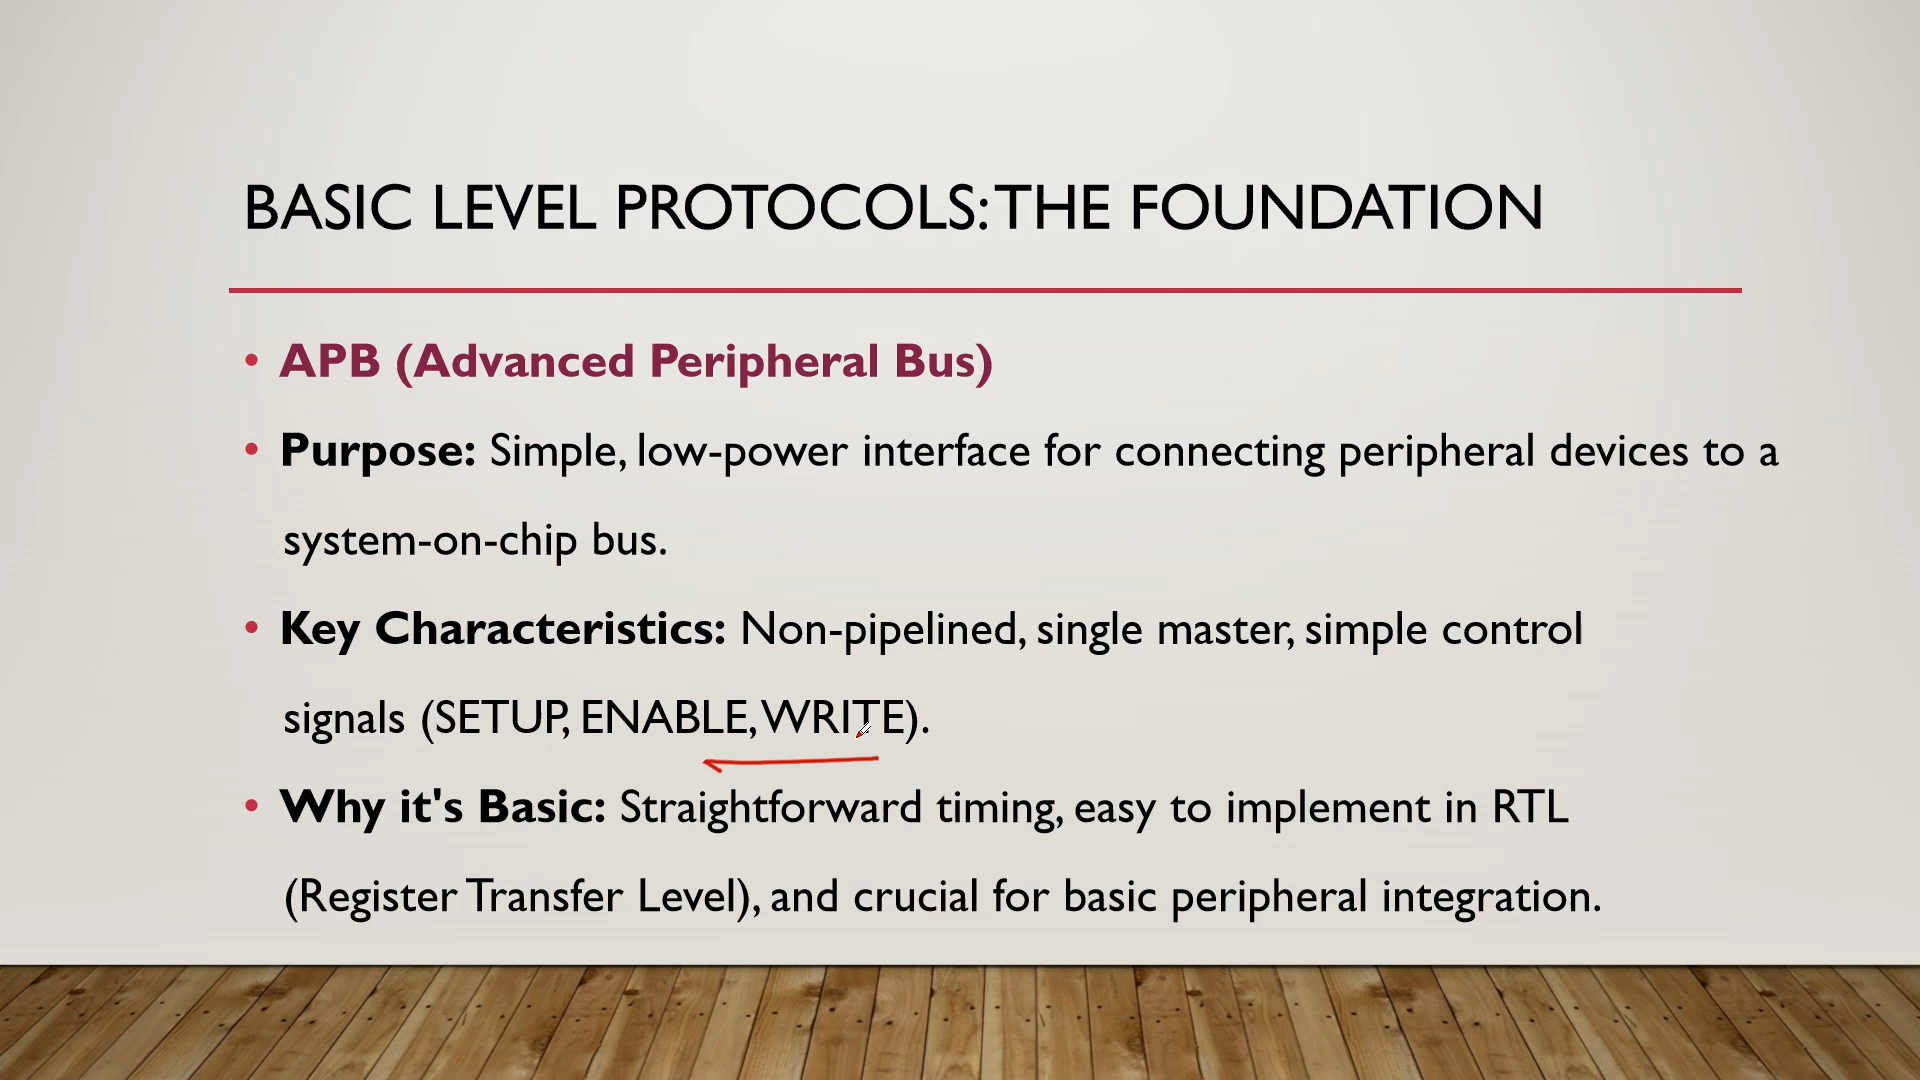 BASIC LEVEL PROTOCOLS: THE FOUNDATION
• APB (Advanced Peripheral Bus)
• Purpose: Simple, low-power interface for connecting peripheral devices to a
system-on-chip bus.
• Key Characteristics: Non-pipelined, single master, simple control
signals (SETUP, ENABLE, WRITE).
• Why it's Basic: Straightforward timing, easy to implement in RTL
(Register Transfer Level), and crucial for basic peripheral integration.